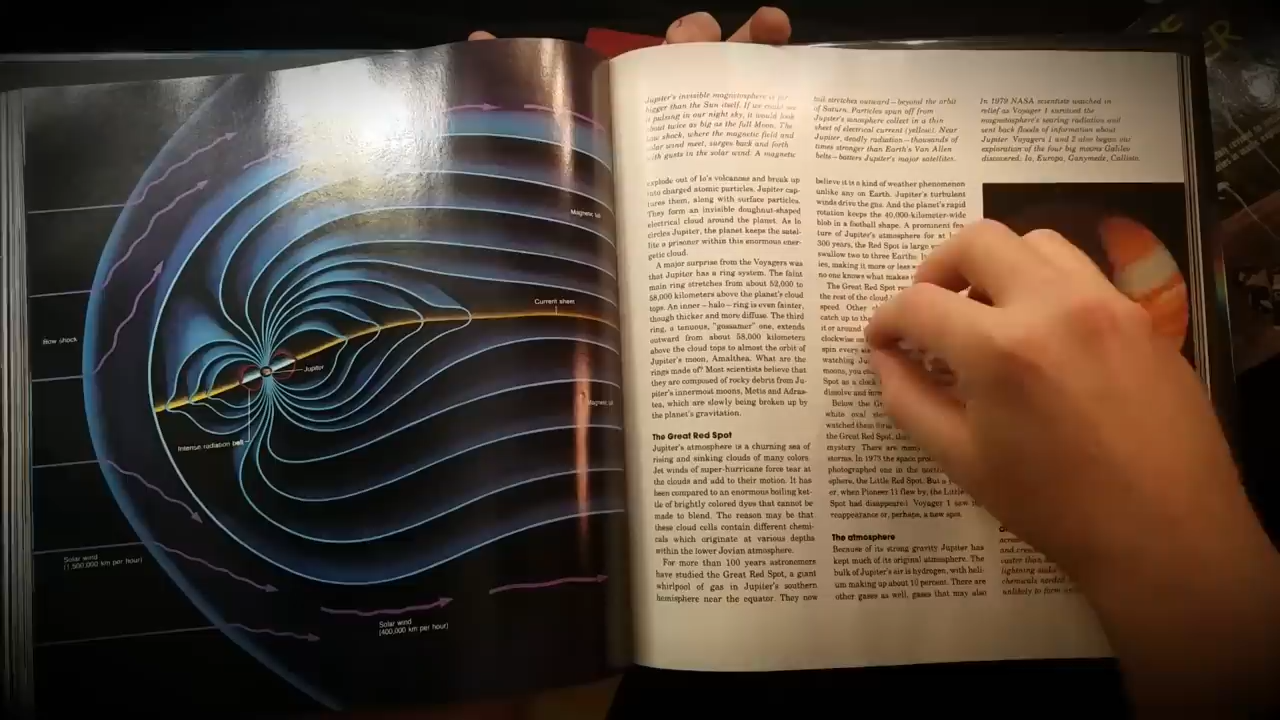 Magnetic tail
Current sheet
Bow shock
Jupiter
Magnetic tail
Intense radiation belt
Solar wind
(1,500,000 km per hour)
Solar wind
(400,000 km per hour)
Jupiter's invisible magnetosphere is far
bigger than the Sun itself. If we could see
it pulsing in our night sky, it would look
about twice as big as the full Moon. The
bow shock, where the magnetic field and
solar wind meet, surges back and forth
with gusts in the solar wind. A magnetic
tail stretches outward—beyond the orbit
of Saturn. Particles spun off from
Jupiter's ionosphere collect in a thin
sheet of electrical current (yellow). Near
Jupiter, deadly radiation—thousands of
times stronger than Earth's Van Allen
belts—batters Jupiter's major satellites.
In 1979 NASA scientists watched in
relief as Voyager 1 survived the
magnetosphere's searing radiation and
sent back floods of information about
Jupiter. Voyagers 1 and 2 also began our
exploration of the four big moons Galileo
discovered: Io, Europa, Ganymede, Callisto.
explode out of Io's volcanoes and break up
into charged atomic particles. Jupiter cap-
tures them, along with surface particles.
They form an invisible doughnut-shaped
electrical cloud around the planet. As Io
circles Jupiter, the planet keeps the satel-
lite a prisoner within this enormous ener-
getic cloud.
A major surprise from the Voyagers was
that Jupiter has a ring system. The faint
main ring stretches from about 52,000 to
58,000 kilometers above the planet's cloud
tops. An inner—halo—ring is even fainter,
though thicker and more diffuse. The third
ring, a tenuous, "gossamer" one, extends
outward from about 58,000 kilometers
above the cloud tops to almost the orbit of
Jupiter's moon, Amalthea. What are the
rings made of? Most scientists believe that
they are composed of rocky debris from Ju-
piter's innermost moons, Metis and Adras-
tea, which are slowly being broken up by
the planet's gravitation.
The Great Red Spot
Jupiter's atmosphere is a churning sea of
rising and sinking clouds of many colors.
Jet winds of super-hurricane force tear at
the clouds and add to their motion. It has
been compared to an enormous boiling ket-
tle of brightly colored dyes that cannot be
made to blend. The reason may be that
these cloud cells contain different chemi-
cals which originate at various depths
within the lower Jovian atmosphere.
For more than 100 years astronomers
have studied the Great Red Spot, a giant
whirlpool of gas in Jupiter's southern
hemisphere near the equator. They now
believe it is a kind of weather phenomenon
unlike any on Earth. Jupiter's turbulent
winds drive the gas. And the planet's rapid
rotation keeps the 40,000-kilometer-wide
blob in a football shape. A prominent fea-
ture of Jupiter's atmosphere for at
300 years, the Red Spot is large
swallow two to three Earths.
ies, making it more or less
no one knows what makes
The Great Red Spot
the rest of the cloud
speed. Other
catch up to the
it or around
clockwise
spin every
watching
moons, you
Spot as a clock
dissolve and
Below the
white oval
watched them
the Great Red Spot,
mystery. There are many
storms. In 1973 the space
photographed one in the
sphere, the Little Red Spot. But a
er, when Pioneer 11 flew by, the Little
Spot had disappeared! Voyager 1 saw
reappearance or, perhaps, a new spot.
The atmosphere
Because of its strong gravity Jupiter has
kept much of its original atmosphere. The
bulk of Jupiter's air is hydrogen, with heli-
um making up about 10 percent. There are
other gases as well, gases that may also
and
lightning
chemicals needed
unlikely to form